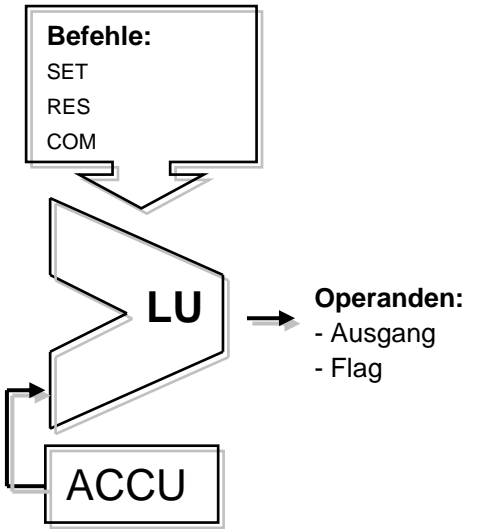 Befehle:
SET
RES
COM
LU
Operanden:
- Ausgang
- Flag
ACCU